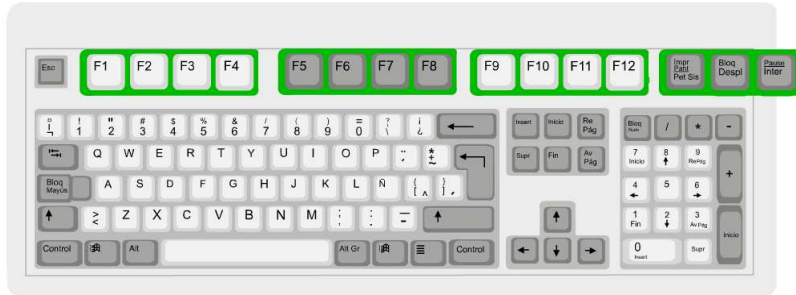 Esc F1 F2 F3 F4 F5 F6 F7 F8 F9 F10 F11 F12 Impr Pant Pet Sis Bloq Despl Pausa Inter
! 1 " 2 # 3 $ 4 % 5 & 6 / 7 ( 8 ) 9 = 0 ? ¡ ¿ Insert Inicio Re Pág Bloq Num / * -
Q W E R T Y U I O P ¨ ´ * + ~ Supr Fin Av Pág 7 Inicio 8 9 RePág +
Bloq Mayús A S D F G H J K L Ñ { [ ^ } ] 4 5 6
> < Z X C V B N M ; , : . _ - 1 Fin 2 3 Av Pág Inicio
Control Alt Alt Gr Control 0 Insert Supr